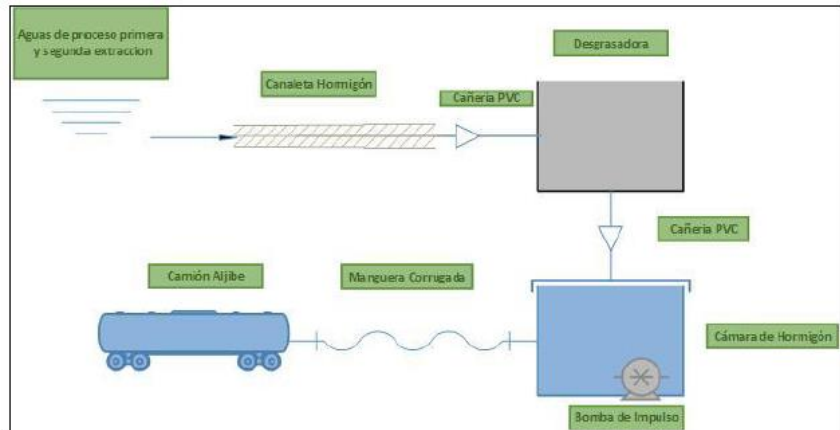 Aguas de proceso primera
y segunda extraccion
Desgrasadora
Canaleta Hormigón
Cañeria PVC
Cañeria PVC
Camión Aljibe
Manguera Corrugada
Cámara de Hormigón
Bomba de Impulso